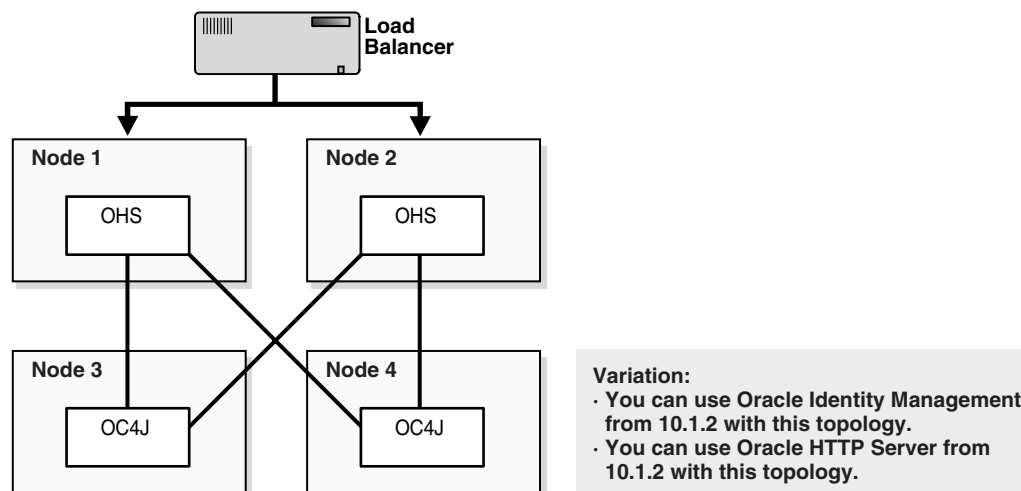 Load
Balancer
Node 1
Node 2
OHS
OHS
Node 3
Node 4
OC4J
OC4J
Variation:
· You can use Oracle Identity Management
from 10.1.2 with this topology.
· You can use Oracle HTTP Server from
10.1.2 with this topology.